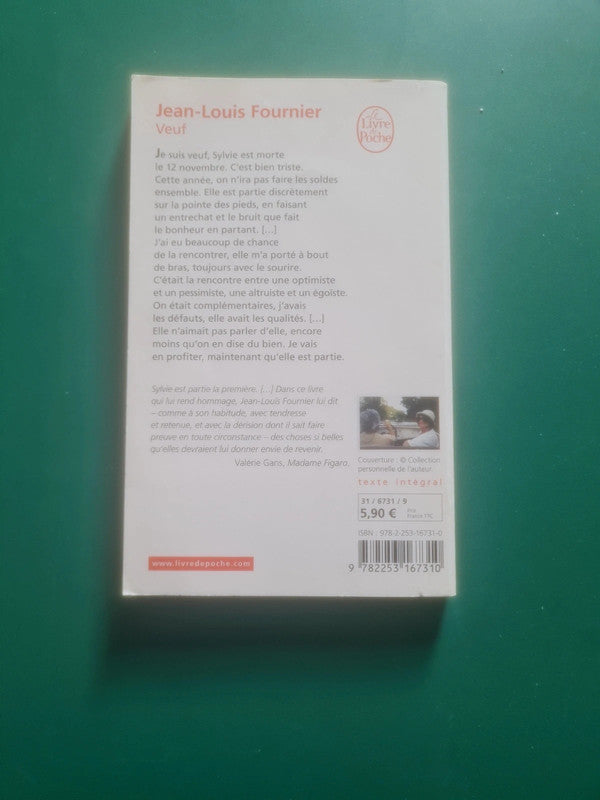 Jean-Louis Fournier
Veuf
Le
Livre
de
Poche
Je suis veuf, Sylvie est morte
le 12 novembre. C'est bien triste.
Cette année, on n'ira pas faire les soldes
ensemble. Elle est partie discrètement
sur la pointe des pieds, en faisant
un entrechat et le bruit que fait
le bonheur en partant. […]
J'ai eu beaucoup de chance
de la rencontrer, elle m'a porté à bout
de bras, toujours avec le sourire.
C'était la rencontre entre une optimiste
et un pessimiste, une altruiste et un égoïste.
On était complémentaires, j'avais
les défauts, elle avait les qualités. […]
Elle n'aimait pas parler d'elle, encore
moins qu'on en dise du bien. Je vais
en profiter, maintenant qu'elle est partie.
Sylvie est partie la première. […] Dans ce livre
qui lui rend hommage, Jean-Louis Fournier lui dit
– comme à son habitude, avec tendresse
et retenue, et avec la dérision dont il sait faire
preuve en toute circonstance – des choses si belles
qu'elles devraient lui donner envie de revenir.
Valérie Gans, Madame Figaro.
Couverture : © Collection
personnelle de l'auteur.
texte intégral
31 / 6731 / 9
5,90 €
Prix
France TTC
ISBN : 978-2-253-16731-0
9 782253 167310
www.livredepoche.com